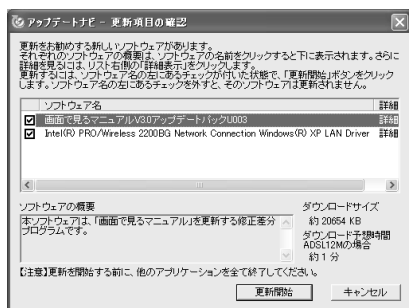 アップデートナビ - 更新項目の確認
更新をお勧めする新しいソフトウェアがあります。
それぞれのソフトウェアの概要は、ソフトウェアの名前をクリックすると下に表示されます。さらに
詳細を見るには、リスト右側の「詳細表示」をクリックします。
更新するには、ソフトウェア名の左にあるチェックが付いた状態で、「更新開始」ボタンをクリック
します。ソフトウェア名の左にあるチェックを外すと、そのソフトウェアは更新されません。
ソフトウェア名 詳細
画面で見るマニュアルV3.0アップデートパックU003 詳細
Intel(R) PRO/Wireless 2200BG Network Connection Windows(R) XP LAN Driver 詳細
ソフトウェアの概要 ダウンロードサイズ
本ソフトウェアは、「画面で見るマニュアル」を更新する修正差分 約 20654 KB
プログラムです。 ダウンロード予想時間
ADSL12Mの場合
約 1 分
【注意】更新を開始する前に、他のアプリケーションを全て終了してください。
更新開始 キャンセル